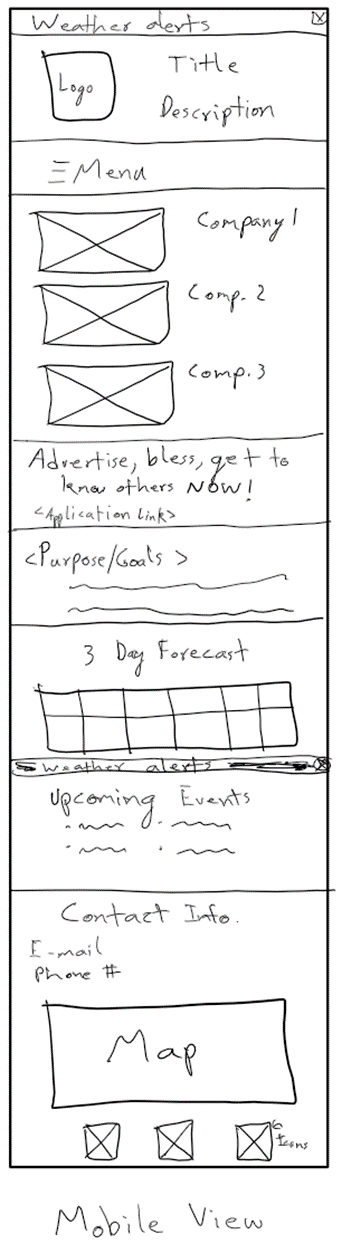 Weather alerts
Title
Logo
Description
Menu
Company 1
Comp. 2
Comp. 3
Advertise, bless, get to
know others NOW!
<Application link>
<Purpose/Goals >
3 Day Forecast
weather alerts
Upcoming Events
Contact Info.
E-mail
Phone #
Map
Icons
Mobile View